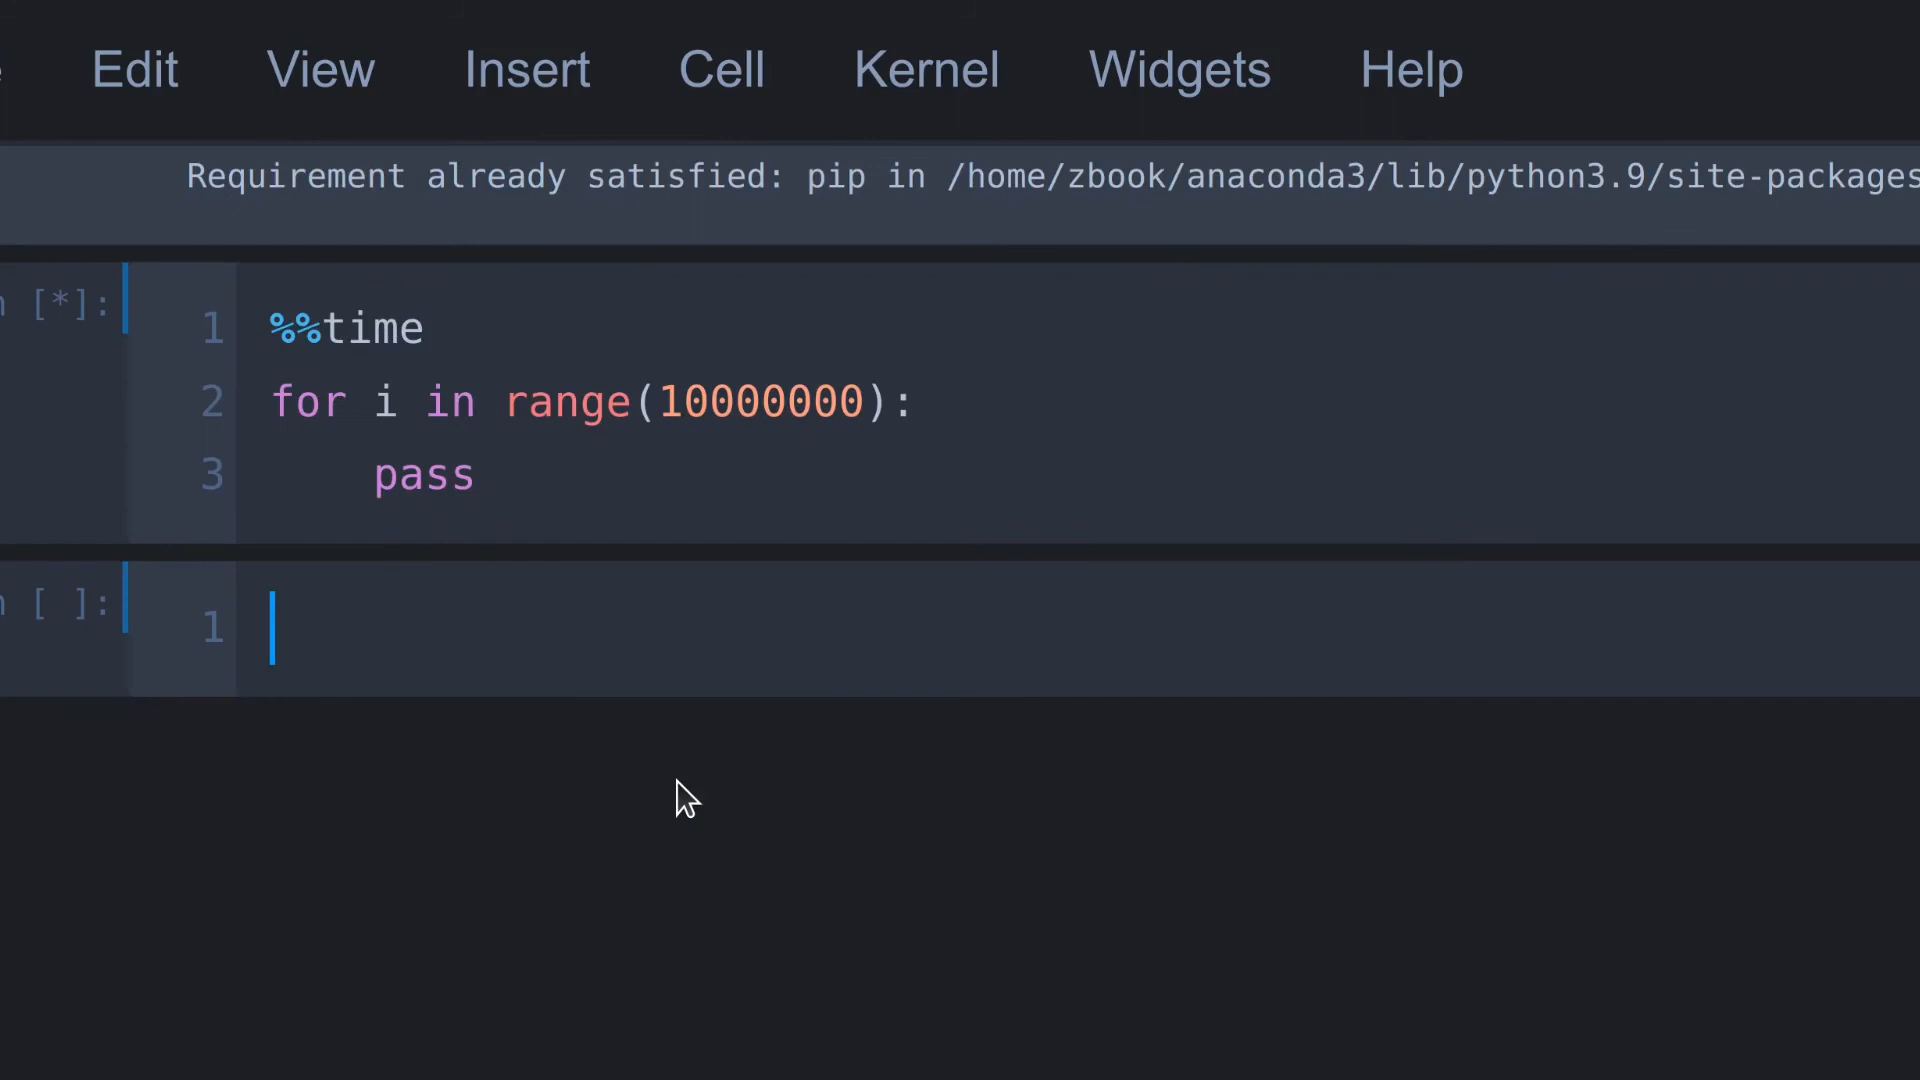 Edit View Insert Cell Kernel Widgets Help
Requirement already satisfied: pip in /home/zbook/anaconda3/lib/python3.9/site-packages
[*]:
1 %%time
2 for i in range(10000000):
3     pass
[ ]:
1